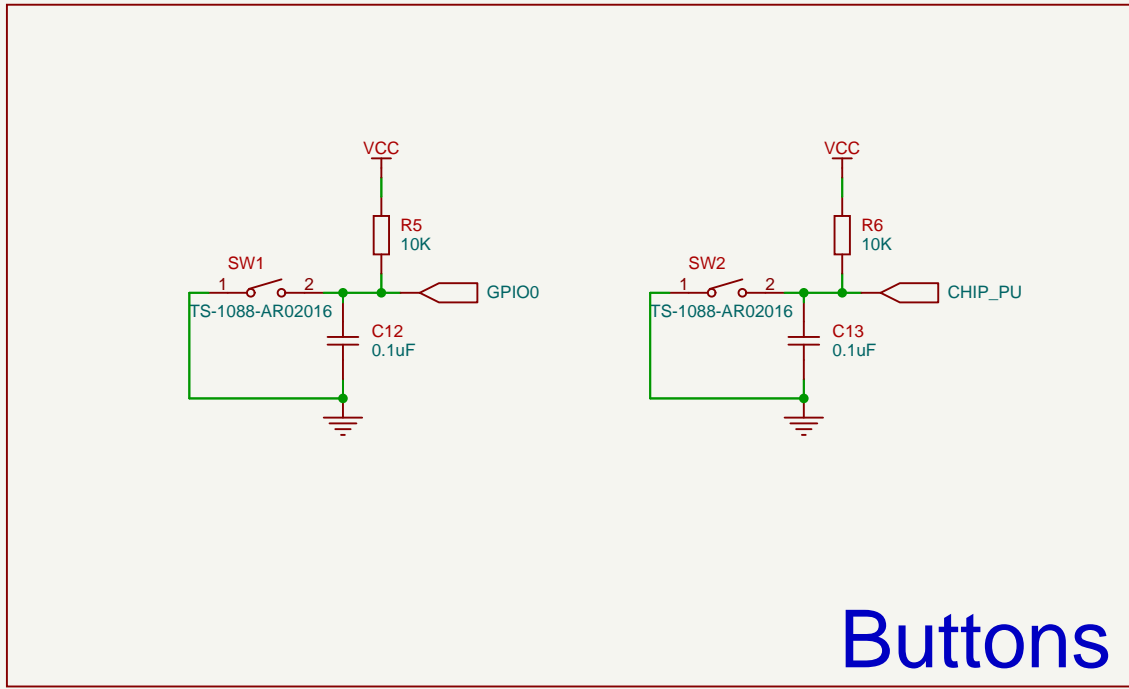 VCC
R5
10K
SW1
1
2
TS-1088-AR02016
GPIO0
C12
0.1uF
VCC
R6
10K
SW2
1
2
TS-1088-AR02016
CHIP_PU
C13
0.1uF
Buttons